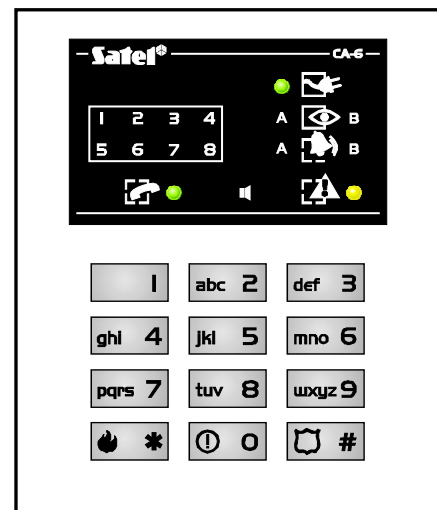 Satel® CA-6
1 2 3 4
A B
5 6 7 8
A B
1 abc 2 def 3
ghi 4 jkl 5 mno 6
pqrs 7 tuv 8 wxyz 9
* 0 #